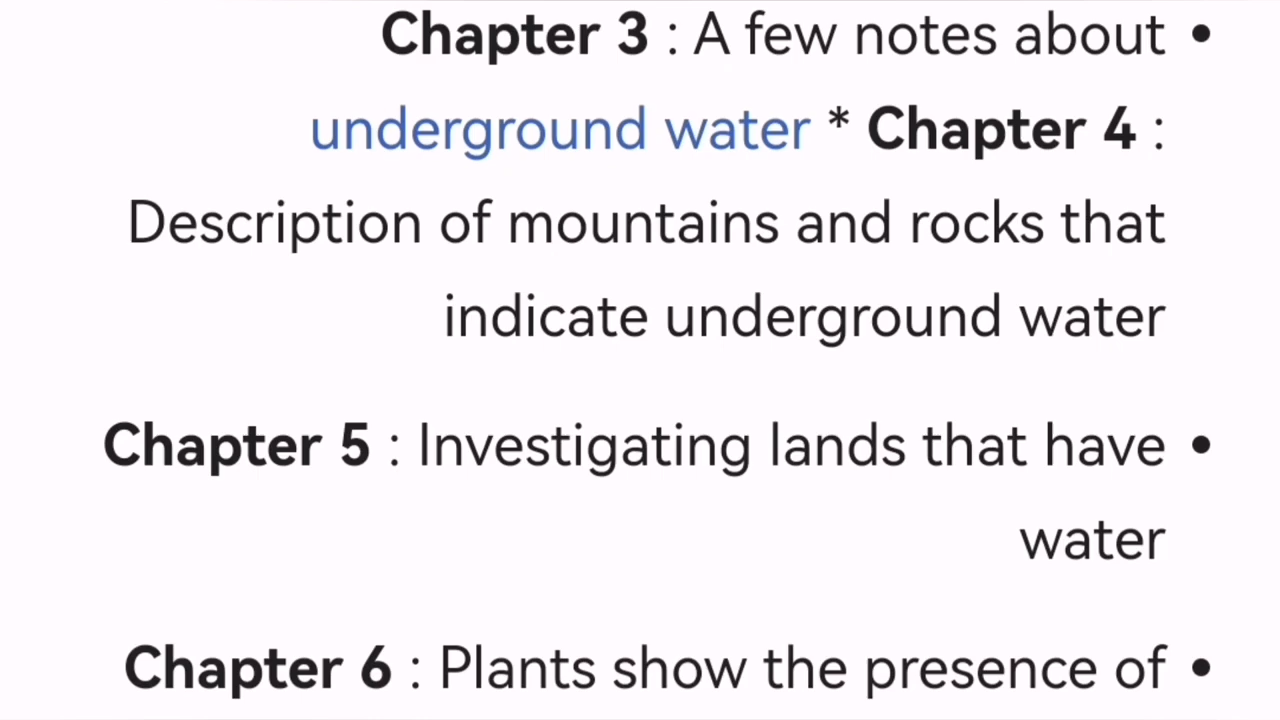 Chapter 3 : A few notes about •
underground water * Chapter 4 :
Description of mountains and rocks that
indicate underground water
Chapter 5 : Investigating lands that have •
water
Chapter 6 : Plants show the presence of •